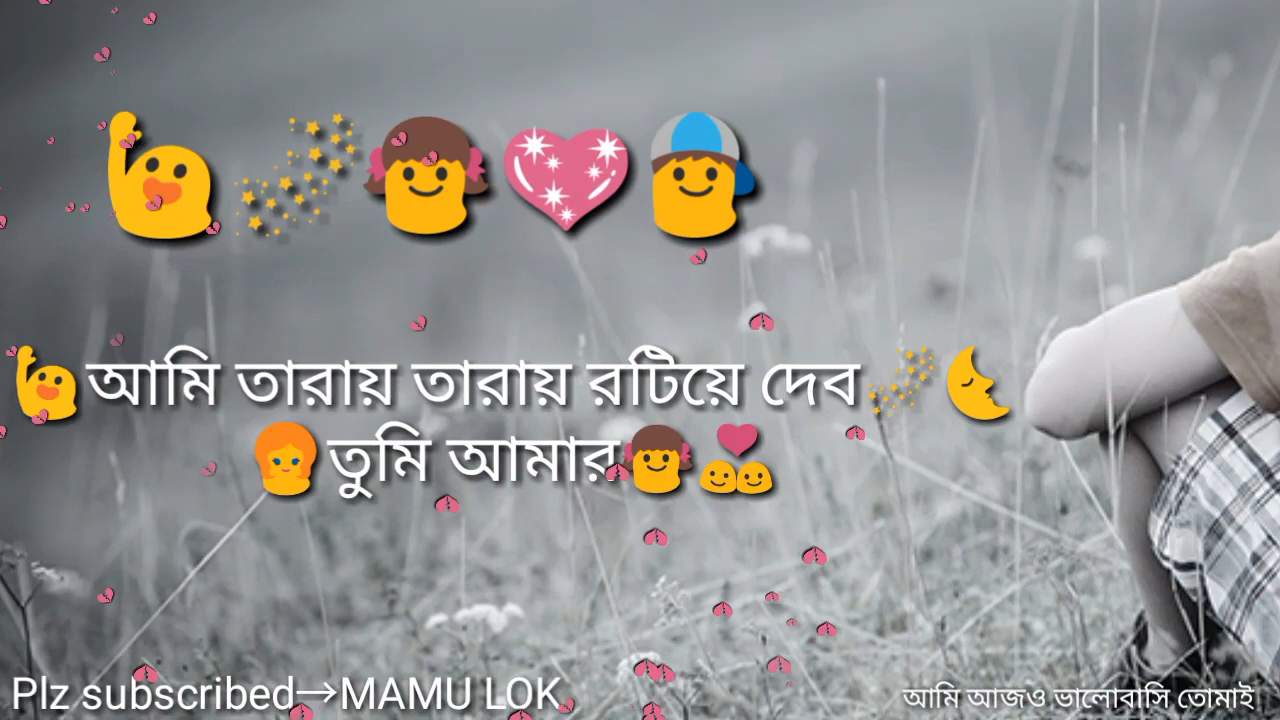 🙋🌠👧💖👦
🙋আমি তারায় তারায় রটিয়ে দেব🌠🌜
👩তুমি আমার👧💑
Plz subscribed→MAMU LOK
আমি আজও ভালোবাসি তোমাই